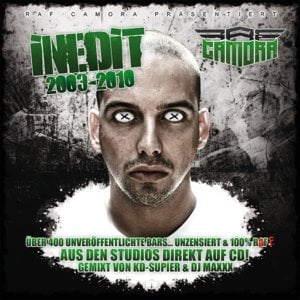 RAF CAMORA PRÄSENTIERT
INEDIT
2003-2010
RAF
CAMORA
ÜBER 400 UNVERÖFFENTLICHTE BARS... UNZENSIERT & 100% RAF
AUS DEN STUDIOS DIREKT AUF CD!
GEMIXT VON KD-SUPIER & DJ MAXXX